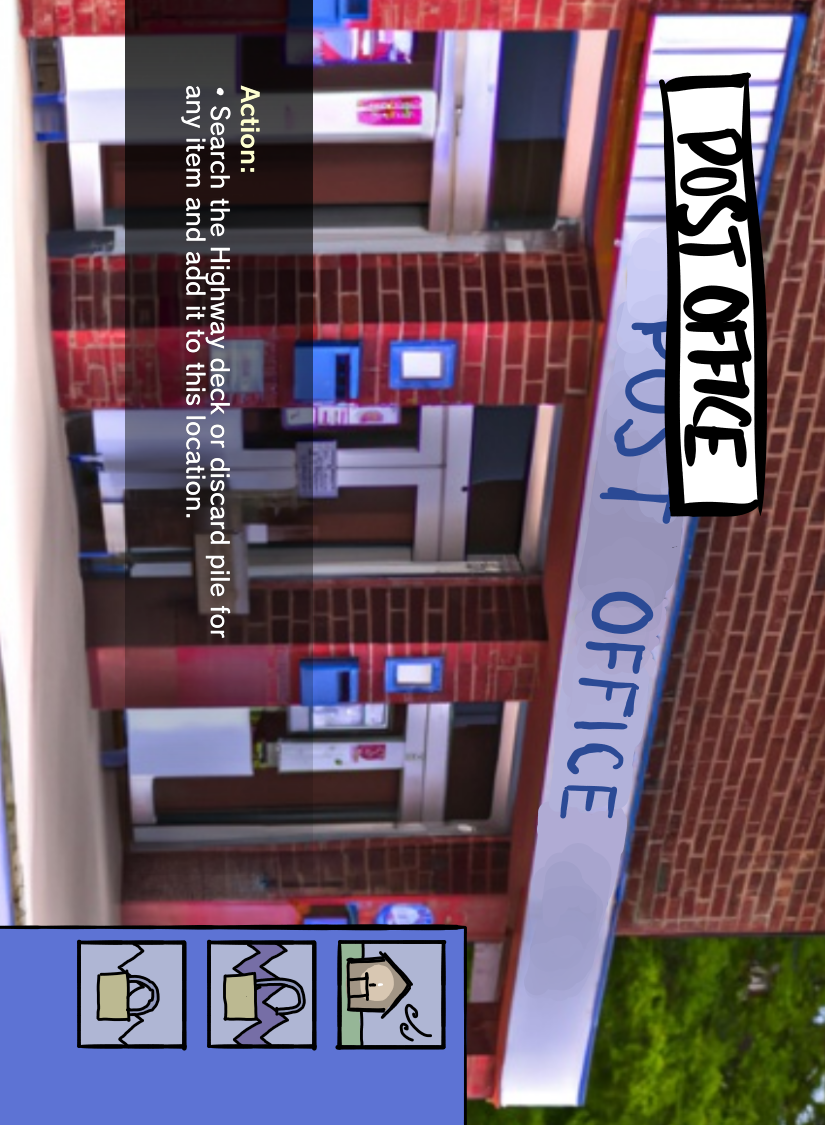 POST OFFICE
POST OFFICE
Action:
• Search the Highway deck or discard pile for
any item and add it to this location.